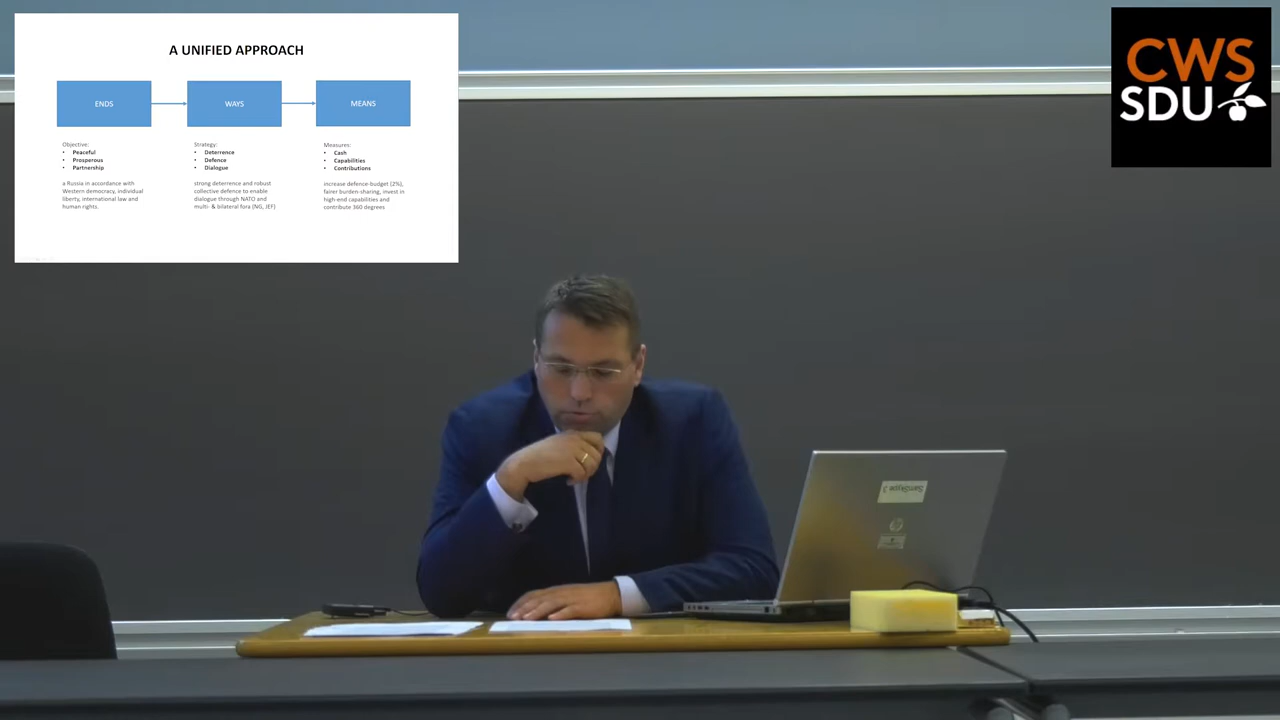 A UNIFIED APPROACH
ENDS
WAYS
MEANS
Objective:
• Peaceful
• Prosperous
• Partnership
a Russia in accordance with
Western democracy, individual
liberty, international law and
human rights.
Strategy:
• Deterrence
• Defence
• Dialogue
strong deterrence and robust
collective defence to enable
dialogue through NATO and
multi- & bilateral fora (NG, JEF)
Measures:
• Cash
• Capabilities
• Contributions
increase defence-budget (2%),
fairer burden-sharing, invest in
high-end capabilities and
contribute 360 degrees
CWS
SDU
hp